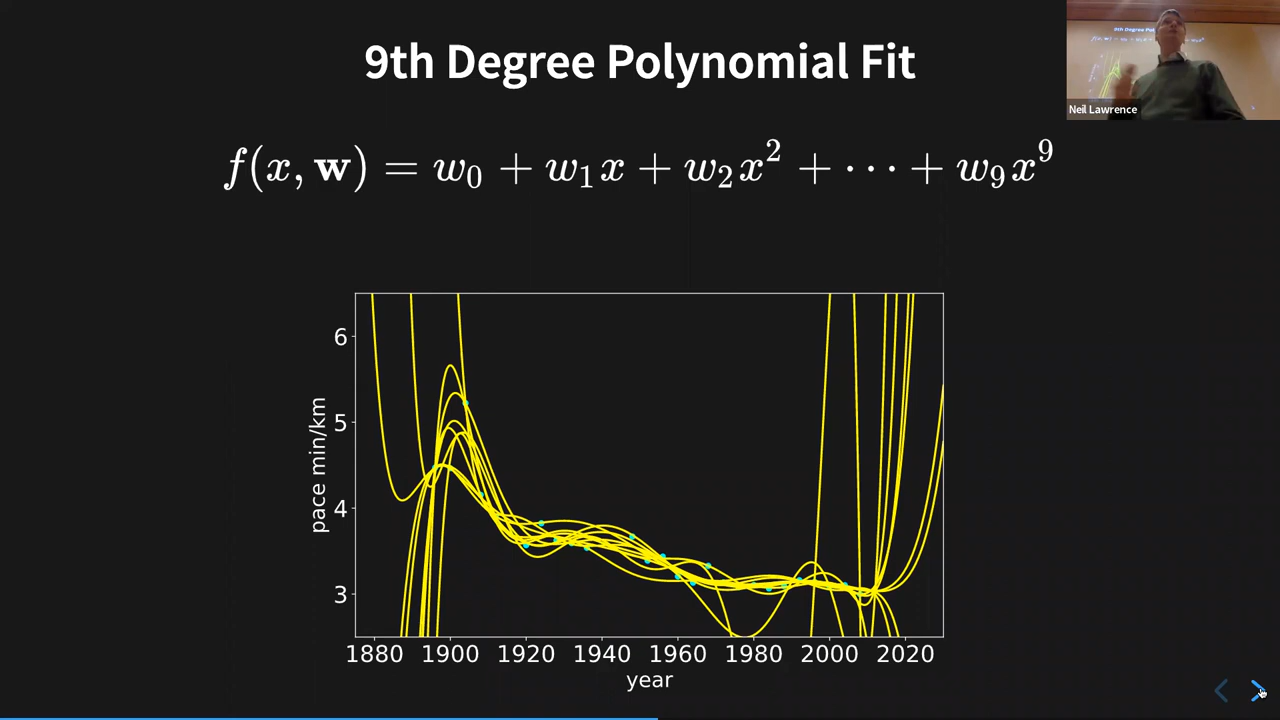 9th Degree Polynomial Fit
f(x, w) = w₀ + w₁x + w₂x² + ⋯ + w₉x⁹
Neil Lawrence
6
5
4
3
pace min/km
1880 1900 1920 1940 1960 1980 2000 2020
year